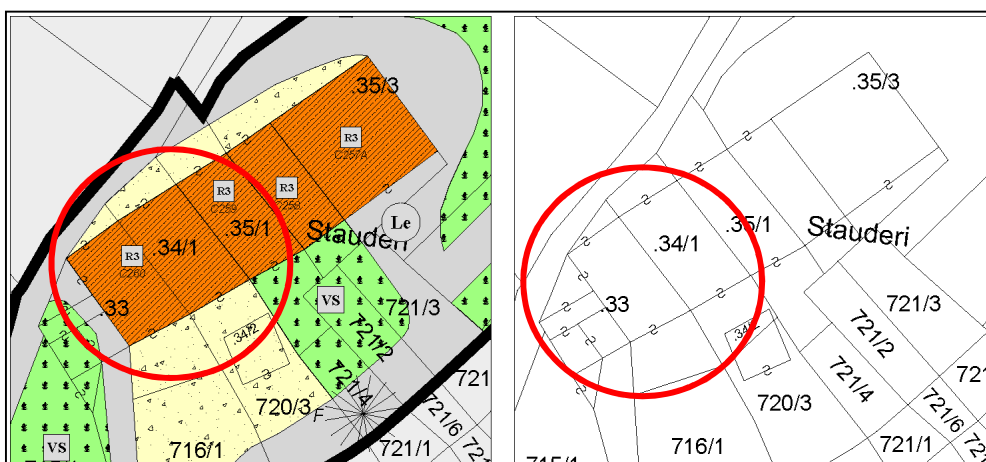 .35/3
R3
C257A
R3
C259
R3
C258
.35/1
Le
Stauderi
.34/1
R3
C260
.33
VS
721/3
.34/2
721/2
721/4
721
720/3
F
721/6
716/1
721/1
VS
.35/3
.35/1
Stauderi
.34/1
.33
721/3
721/2
721/4
721/6
720/3
716/1
721/1
715/1